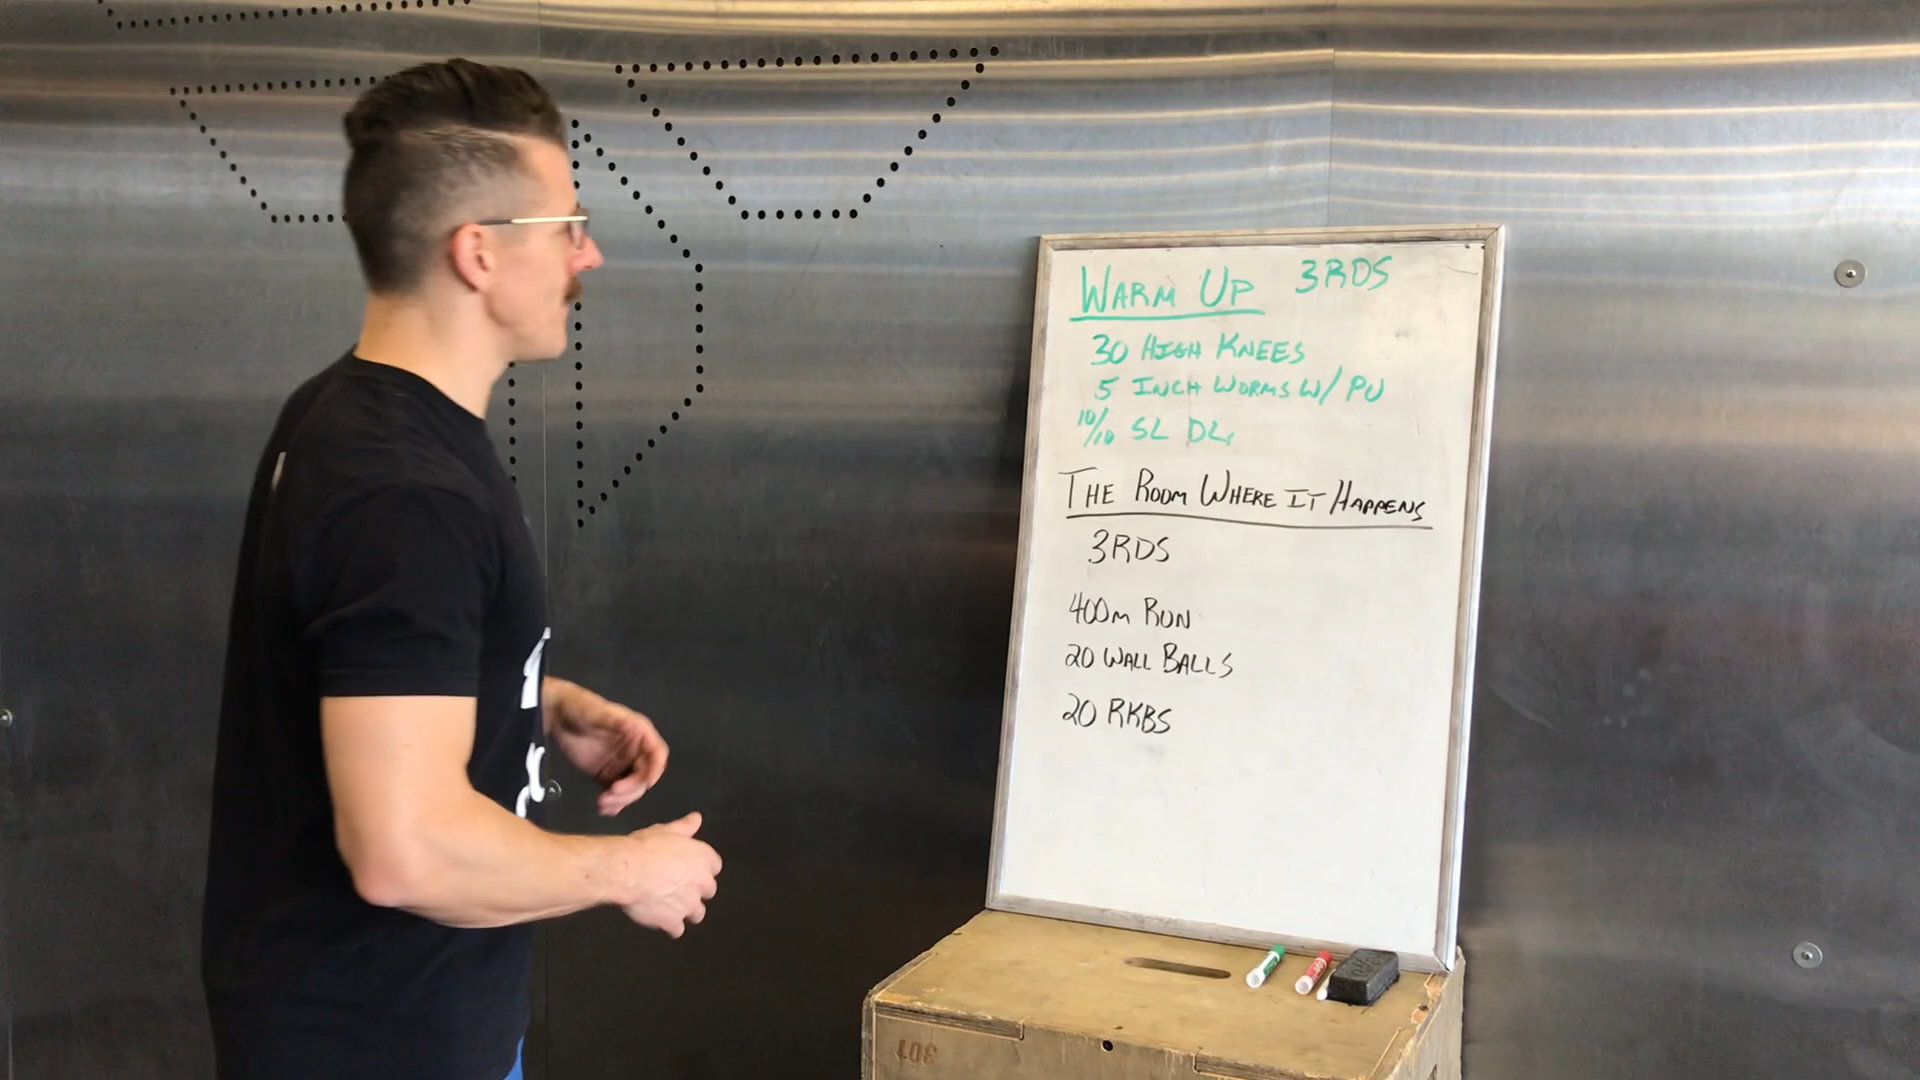 WARM UP 3RDS
30 HIGH KNEES
5 INCH WORMS W/ PU
10/10 SL DLs
THE ROOM WHERE IT HAPPENS
3RDS
400m RUN
20 WALL BALLS
20 RKBS